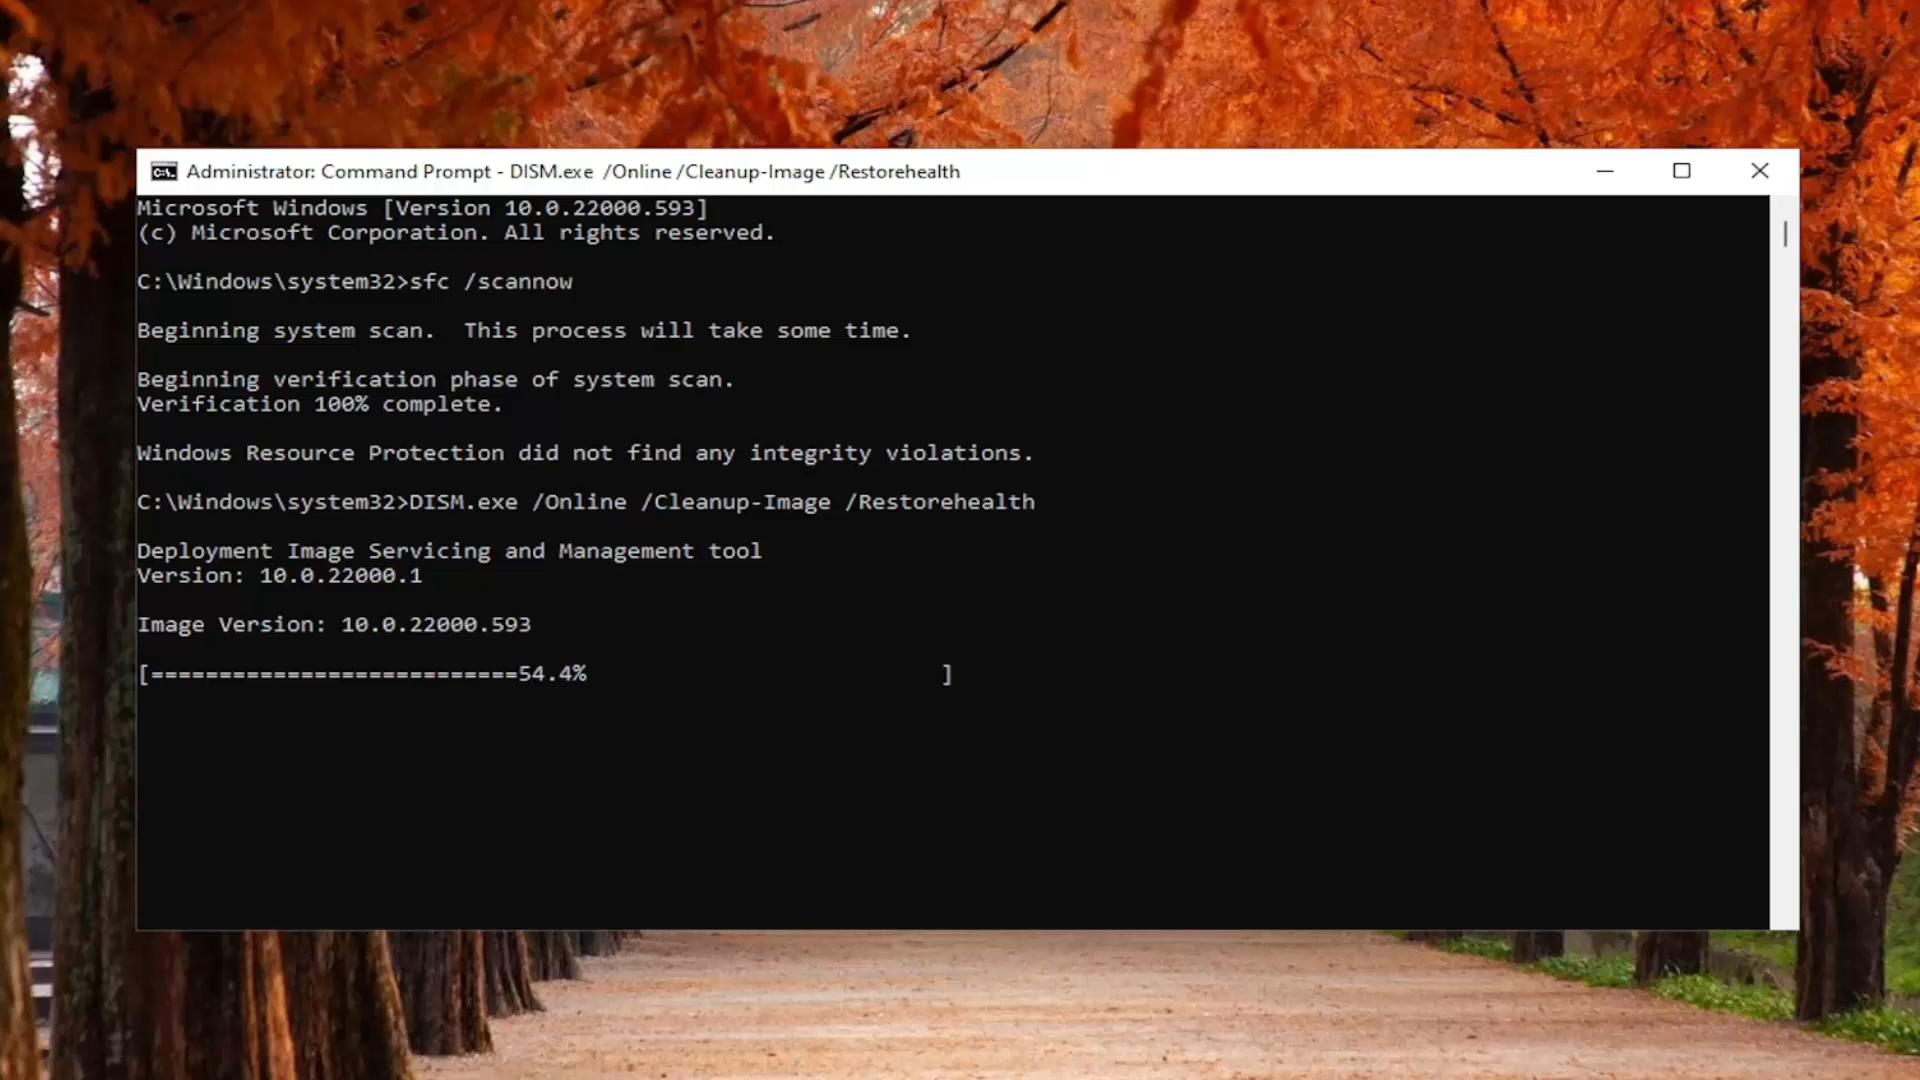 Administrator: Command Prompt - DISM.exe  /Online /Cleanup-Image /Restorehealth
Microsoft Windows [Version 10.0.22000.593]
(c) Microsoft Corporation. All rights reserved.
C:\Windows\system32>sfc /scannow
Beginning system scan.  This process will take some time.
Beginning verification phase of system scan.
Verification 100% complete.
Windows Resource Protection did not find any integrity violations.
C:\Windows\system32>DISM.exe /Online /Cleanup-Image /Restorehealth
Deployment Image Servicing and Management tool
Version: 10.0.22000.1
Image Version: 10.0.22000.593
[===========================54.4%                          ]